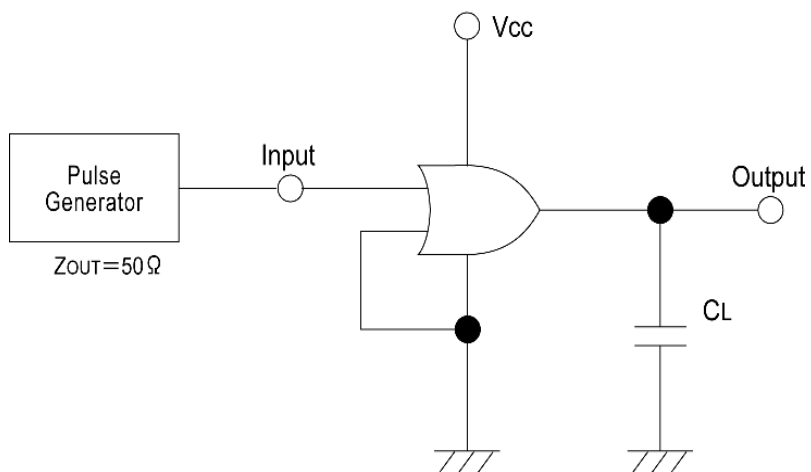 Vcc
Pulse
Generator
Input
Output
ZOUT=50Ω
CL